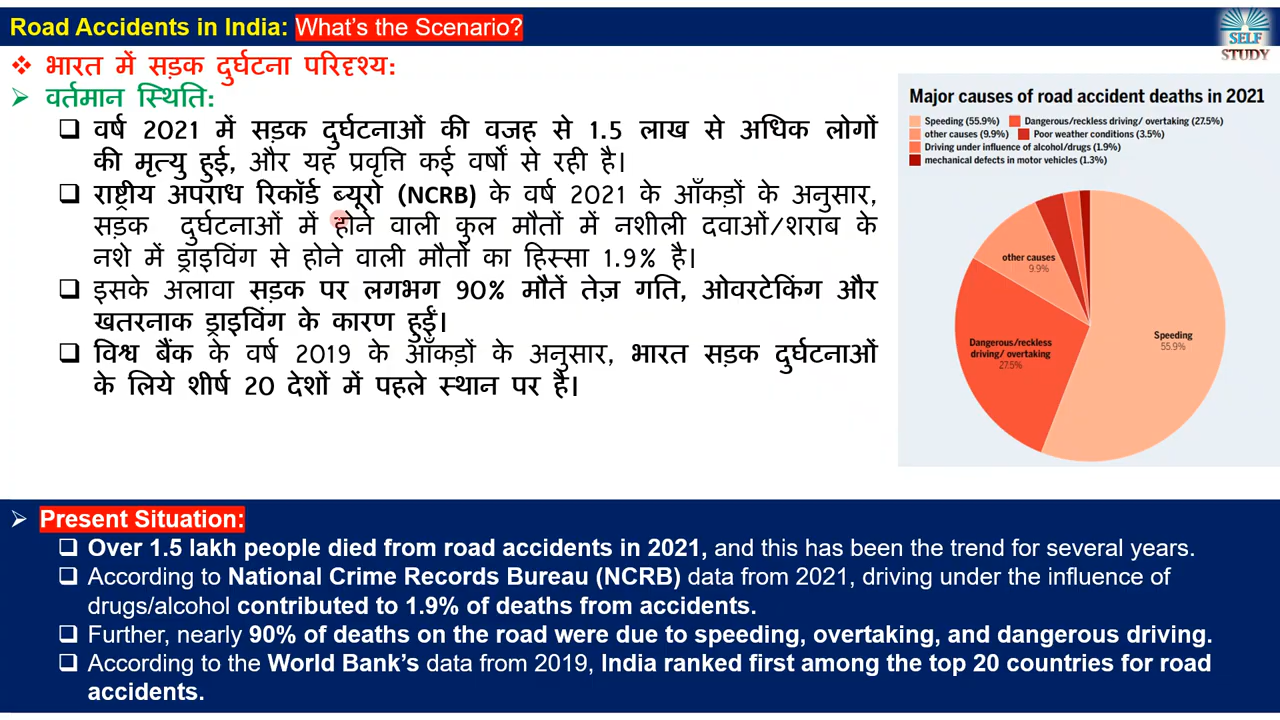 Road Accidents in India: What's the Scenario?
SELF
STUDY
❖ भारत में सड़क दुर्घटना परिदृश्य:
➢ वर्तमान स्थिति:
❑ वर्ष 2021 में सड़क दुर्घटनाओं की वजह से 1.5 लाख से अधिक लोगों
की मृत्यु हुई, और यह प्रवृत्ति कई वर्षों से रही है।
❑ राष्ट्रीय अपराध रिकॉर्ड ब्यूरो (NCRB) के वर्ष 2021 के आँकड़ों के अनुसार,
सड़क दुर्घटनाओं में होने वाली कुल मौतों में नशीली दवाओं/शराब के
नशे में ड्राइविंग से होने वाली मौतों का हिस्सा 1.9% है।
❑ इसके अलावा सड़क पर लगभग 90% मौतें तेज़ गति, ओवरटेकिंग और
खतरनाक ड्राइविंग के कारण हुईं।
❑ विश्व बैंक के वर्ष 2019 के आँकड़ों के अनुसार, भारत सड़क दुर्घटनाओं
के लिये शीर्ष 20 देशों में पहले स्थान पर है।
Major causes of road accident deaths in 2021
Speeding (55.9%) Dangerous/reckless driving/ overtaking (27.5%)
other causes (9.9%) Poor weather conditions (3.5%)
Driving under influence of alcohol/drugs (1.9%)
mechanical defects in motor vehicles (1.3%)
other causes
9.9%
Speeding
55.9%
Dangerous/reckless
driving/ overtaking
27.5%
➢ Present Situation:
❑ Over 1.5 lakh people died from road accidents in 2021, and this has been the trend for several years.
❑ According to National Crime Records Bureau (NCRB) data from 2021, driving under the influence of
drugs/alcohol contributed to 1.9% of deaths from accidents.
❑ Further, nearly 90% of deaths on the road were due to speeding, overtaking, and dangerous driving.
❑ According to the World Bank's data from 2019, India ranked first among the top 20 countries for road
accidents.